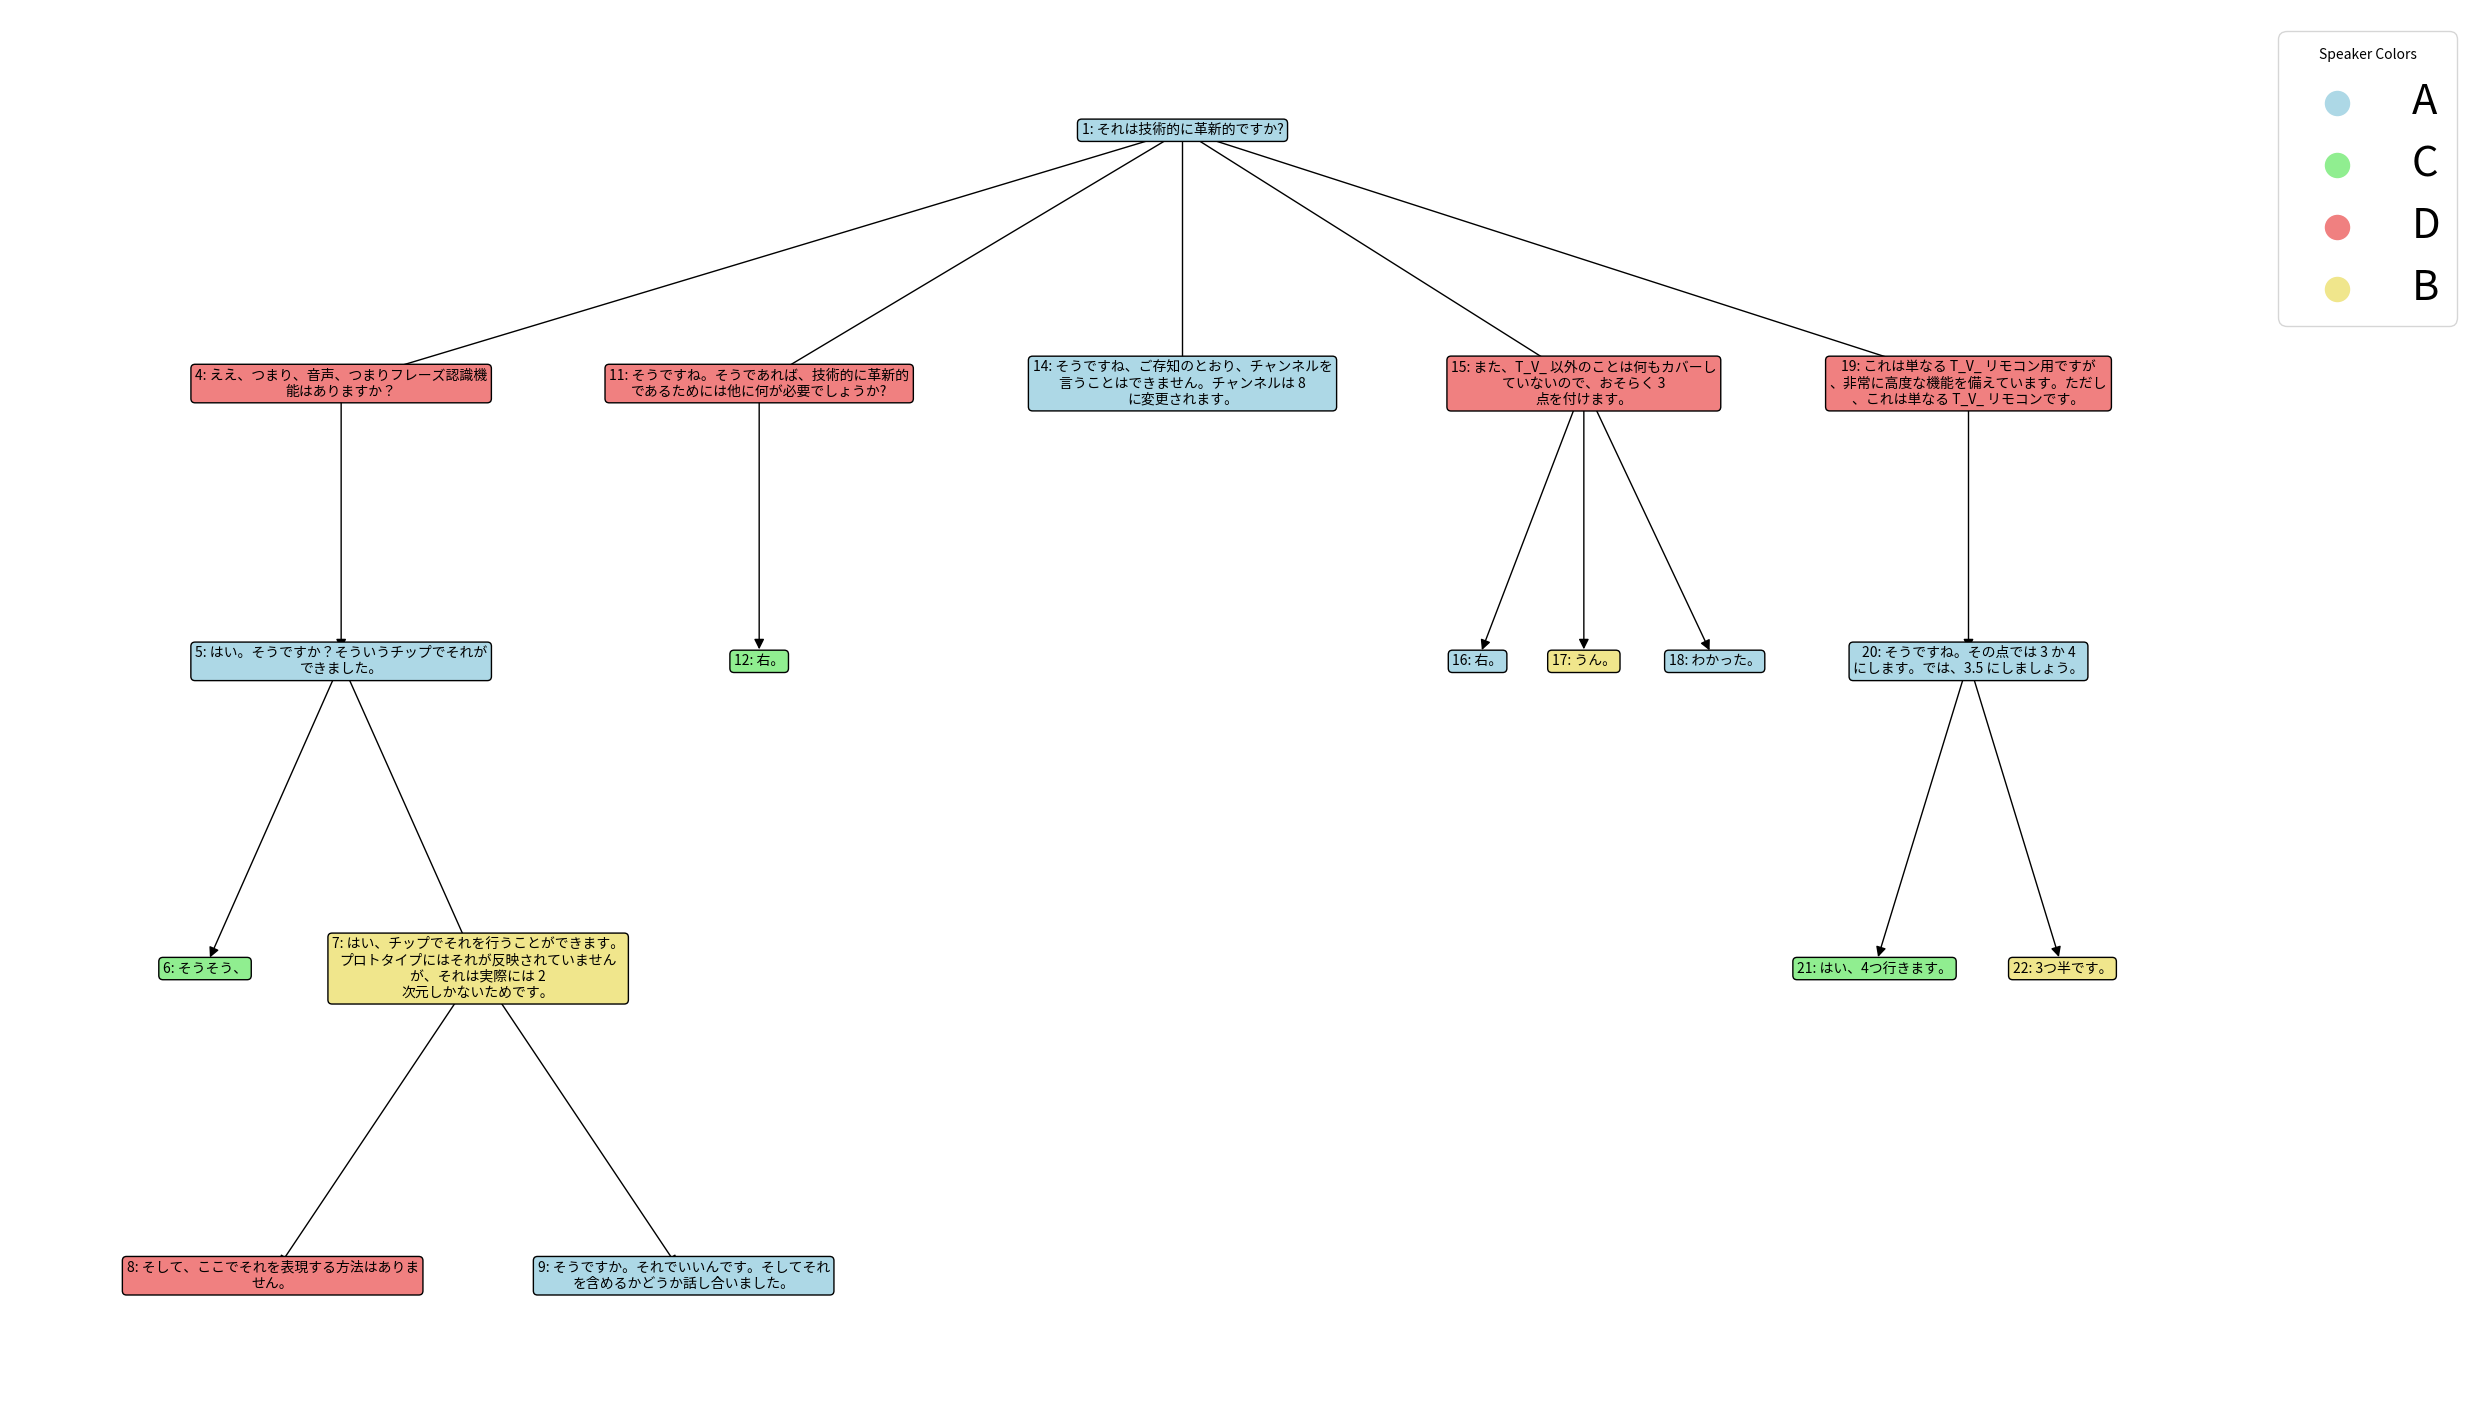 Speaker Colors
A
C
D
B
1: それは技術的に革新的ですか?
4: ええ、つまり、音声、つまりフレーズ認識機
能はありますか？
11: そうですね。そうであれば、技術的に革新的
であるためには他に何が必要でしょうか?
14: そうですね、ご存知のとおり、チャンネルを
言うことはできません。チャンネルは 8
に変更されます。
15: また、T_V_ 以外のことは何もカバーし
ていないので、おそらく 3
点を付けます。
19: これは単なる T_V_ リモコン用ですが
、非常に高度な機能を備えています。ただし
、これは単なる T_V_ リモコンです。
5: はい。そうですか？そういうチップでそれが
できました。
12: 右。
16: 右。
17: うん。
18: わかった。
20: そうですね。その点では 3 か 4
にします。では、3.5 にしましょう。
6: そうそう、
7: はい、チップでそれを行うことができます。
プロトタイプにはそれが反映されていません
が、それは実際には 2
次元しかないためです。
21: はい、4つ行きます。
22: 3つ半です。
8: そして、ここでそれを表現する方法はありま
せん。
9: そうですか。それでいいんです。そしてそれ
を含めるかどうか話し合いました。